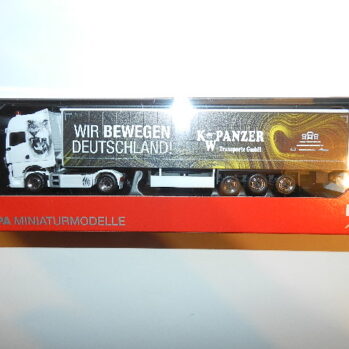 WIR BEWEGEN
DEUTSCHLAND!
K PANZER
W Transporte GmbH
PA MINIATURMODELLE